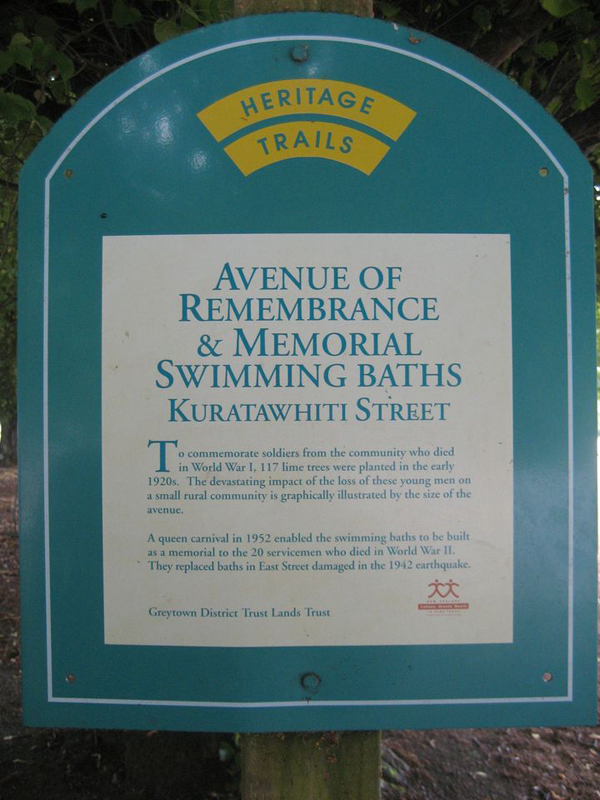 HERITAGE
TRAILS
AVENUE OF
REMEMBRANCE
& MEMORIAL
SWIMMING BATHS
KURATAWHITI STREET
To commemorate soldiers from the community who died
in World War I, 117 lime trees were planted in the early
1920s. The devastating impact of the loss of these young men on
a small rural community is graphically illustrated by the size of the
avenue.
A queen carnival in 1952 enabled the swimming baths to be built
as a memorial to the 20 servicemen who died in World War II.
They replaced baths in East Street damaged in the 1942 earthquake.
Greytown District Trust Lands Trust
NEW ZEALAND